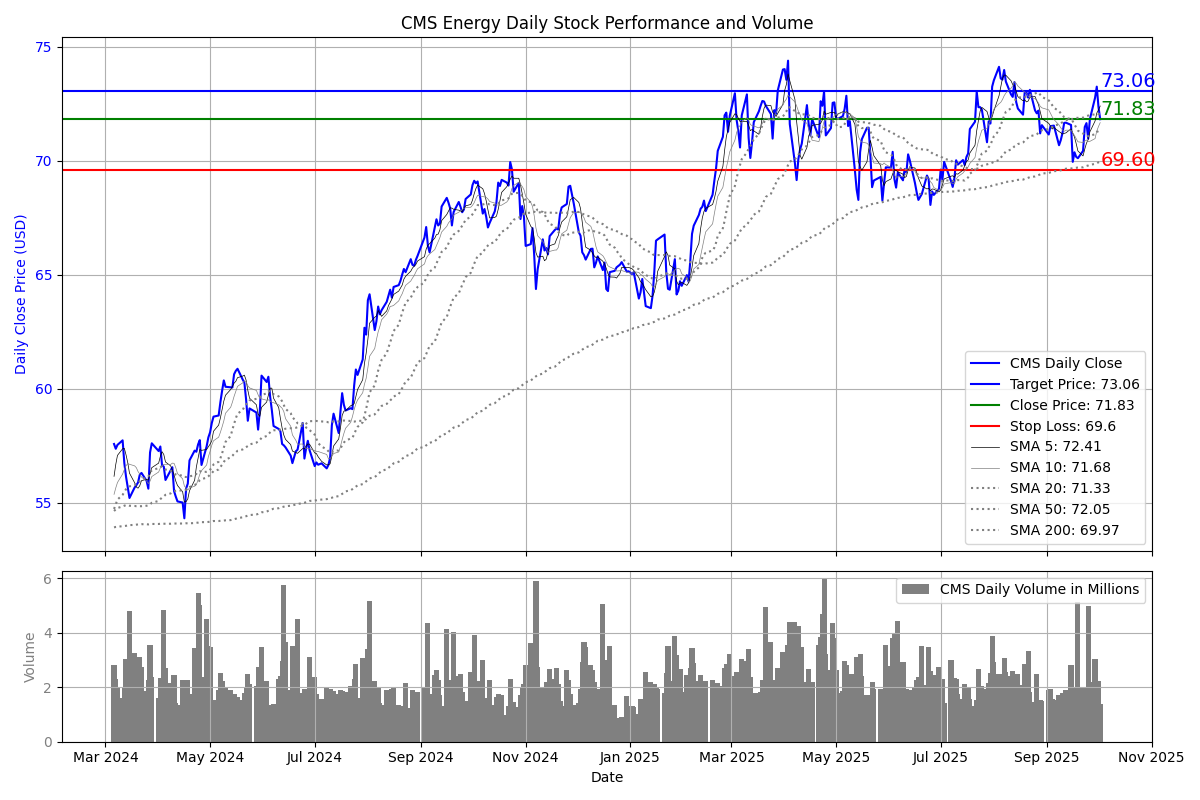 CMS Energy Daily Stock Performance and Volume
75
70
65
60
55
Daily Close Price (USD)
73.06
71.83
69.60
CMS Daily Close
Target Price: 73.06
Close Price: 71.83
Stop Loss: 69.6
SMA 5: 72.41
SMA 10: 71.68
SMA 20: 71.33
SMA 50: 72.05
SMA 200: 69.97
6
4
2
0
Volume
CMS Daily Volume in Millions
Mar 2024
May 2024
Jul 2024
Sep 2024
Nov 2024
Jan 2025
Mar 2025
May 2025
Jul 2025
Sep 2025
Nov 2025
Date